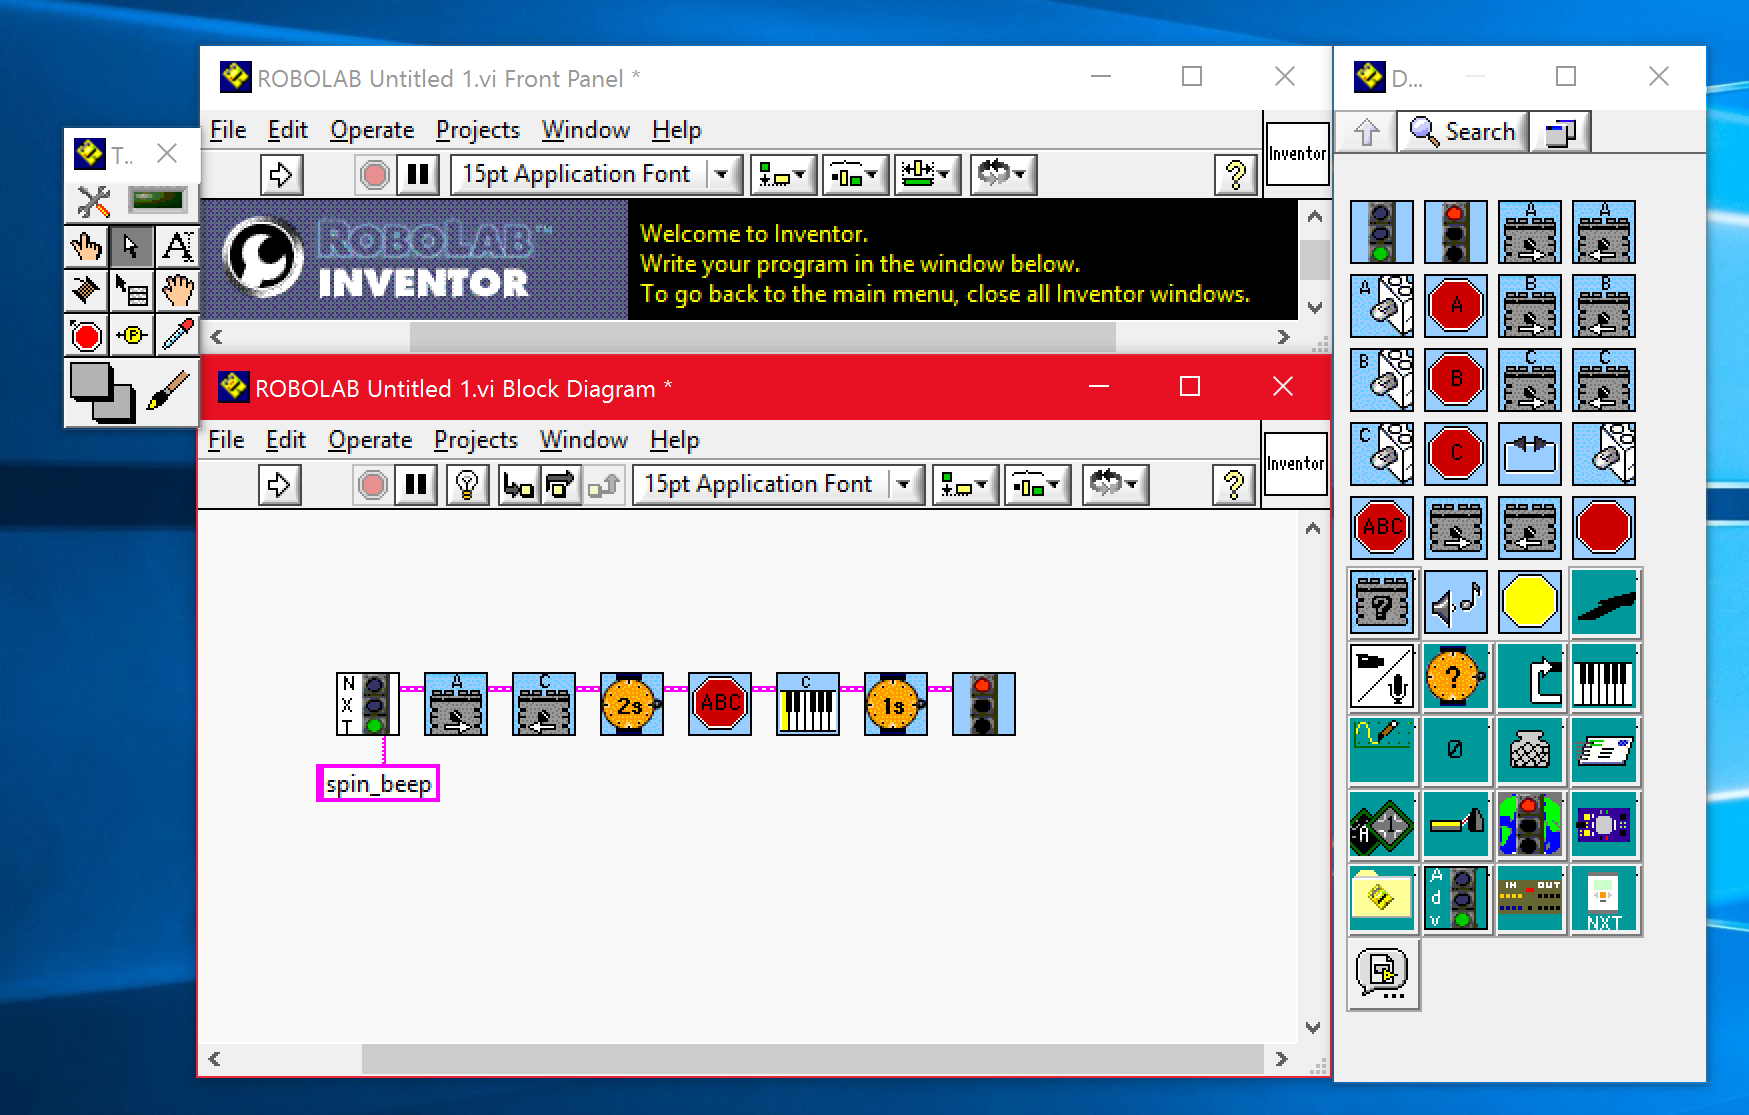 ROBOLAB Untitled 1.vi Front Panel *
D...
File Edit Operate Projects Window Help
Search
T..
15pt Application Font
?
Inventor
ROBOLAB™
INVENTOR
Welcome to Inventor.
Write your program in the window below.
To go back to the main menu, close all Inventor windows.
A
P
ROBOLAB Untitled 1.vi Block Diagram *
File Edit Operate Projects Window Help
15pt Application Font
?
Inventor
NXT
A
C
2s
ABC
C
1s
spin_beep
A A
A A B B
B B C C
C C
ABC
?
?
0
A 1
Adv IN OUT NXT
...